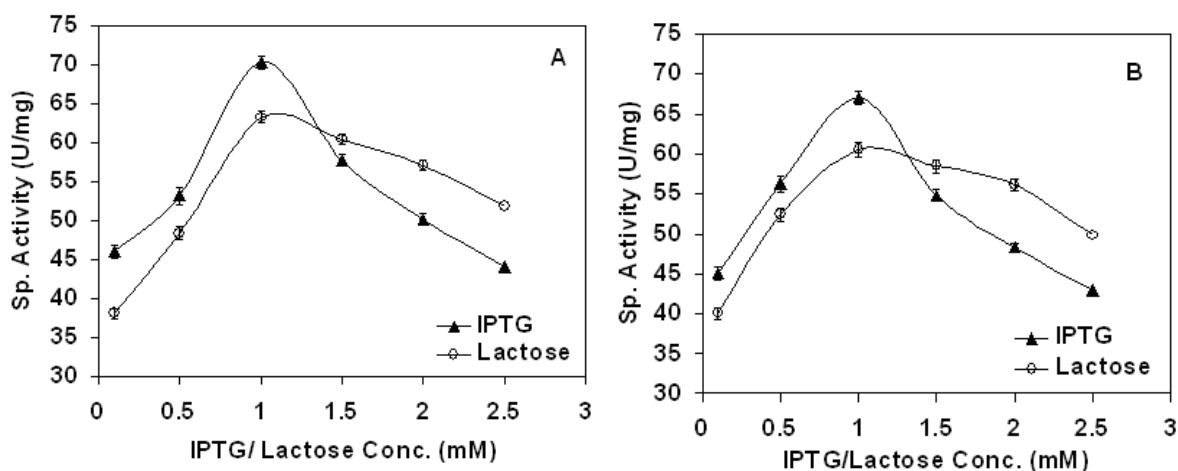 A
Sp. Activity (U/mg)
75
70
65
60
55
50
45
40
35
30
IPTG
Lactose
0 0.5 1 1.5 2 2.5 3
IPTG/ Lactose Conc. (mM)
B
Sp. Activity (U/mg)
75
70
65
60
55
50
45
40
35
30
IPTG
Lactose
0 0.5 1 1.5 2 2.5 3
IPTG/Lactose Conc. (mM)